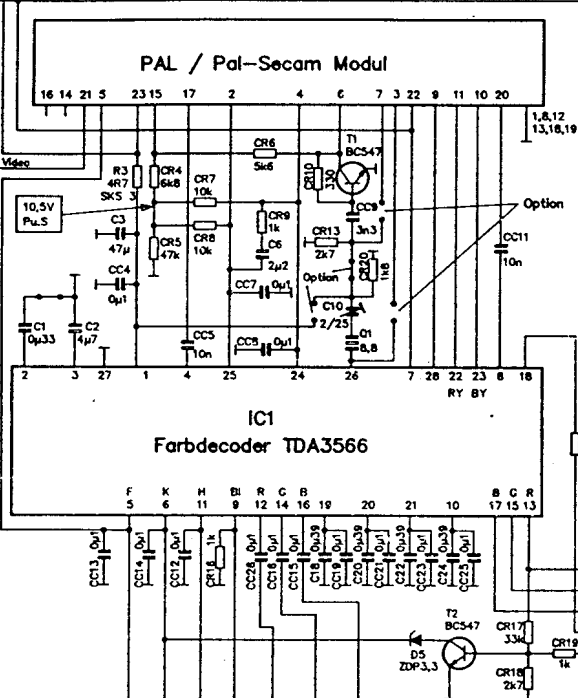 PAL / Pal-Secam Modul
16 14 21 5 23 15 17 2 4 6 7 3 22 9 11 10 20
1,8,12
13,18,19
Video
R3
4R7
SKS 3
CR4
6k8
CR7
10k
CR6
5k6
CR10
330
T1
BC547
10,5V
Pu.S
CR8
10k
CR9
1k
C6
2µ2
CR13
2k7
CC9
3n3
Option
C3
47µ
CR5
47k
CC11
10n
CC4
0µ1
CC7
0µ1
Option
CR20
1k8
C10
2/25
C1
0µ33
C2
4µ7
CC5
10n
0µ1
Q1
8,8
2 3 27 1 4 25 24 26 7 28 22 23 8 18
RY BY
IC1
Farbdecoder TDA3566
F K H Bl R G B B G R
5 6 11 9 12 14 16 19 20 21 10 17 15 13
CC13
0µ1
CC14
0µ1
CC12
0µ1
CR16
1k
CC26
0µ1
CC16
0µ1
CC15
0µ1
C18
0µ39
CC19
0µ1
C20
0µ39
CC21
0µ1
C22
0µ39
CC23
0µ1
C24
0µ39
CC25
0µ1
T2
BC547
D5
ZDP3,3
CR17
33k
CR19
1k
CR18
2k7